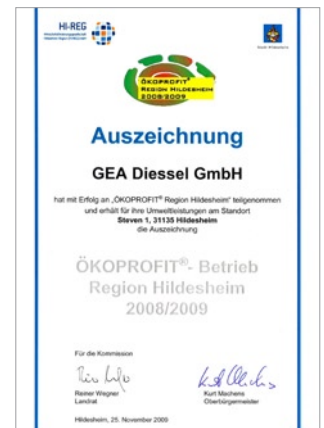 HI-REG
Stadt Hildesheim
ÖKOPROFIT
REGION HILDESHEIM
2008/2009
Auszeichnung
GEA Diessel GmbH
hat mit Erfolg an „ÖKOPROFIT® Region Hildesheim" teilgenommen
und erhält für ihre Umweltleistungen am Standort
Steven 1, 31135 Hildesheim
die Auszeichnung
ÖKOPROFIT®- Betrieb
Region Hildesheim
2008/2009
Für die Kommission
Reiner Wegner
Landrat
Kurt Machens
Oberbürgermeister
Hildesheim, 25. November 2009